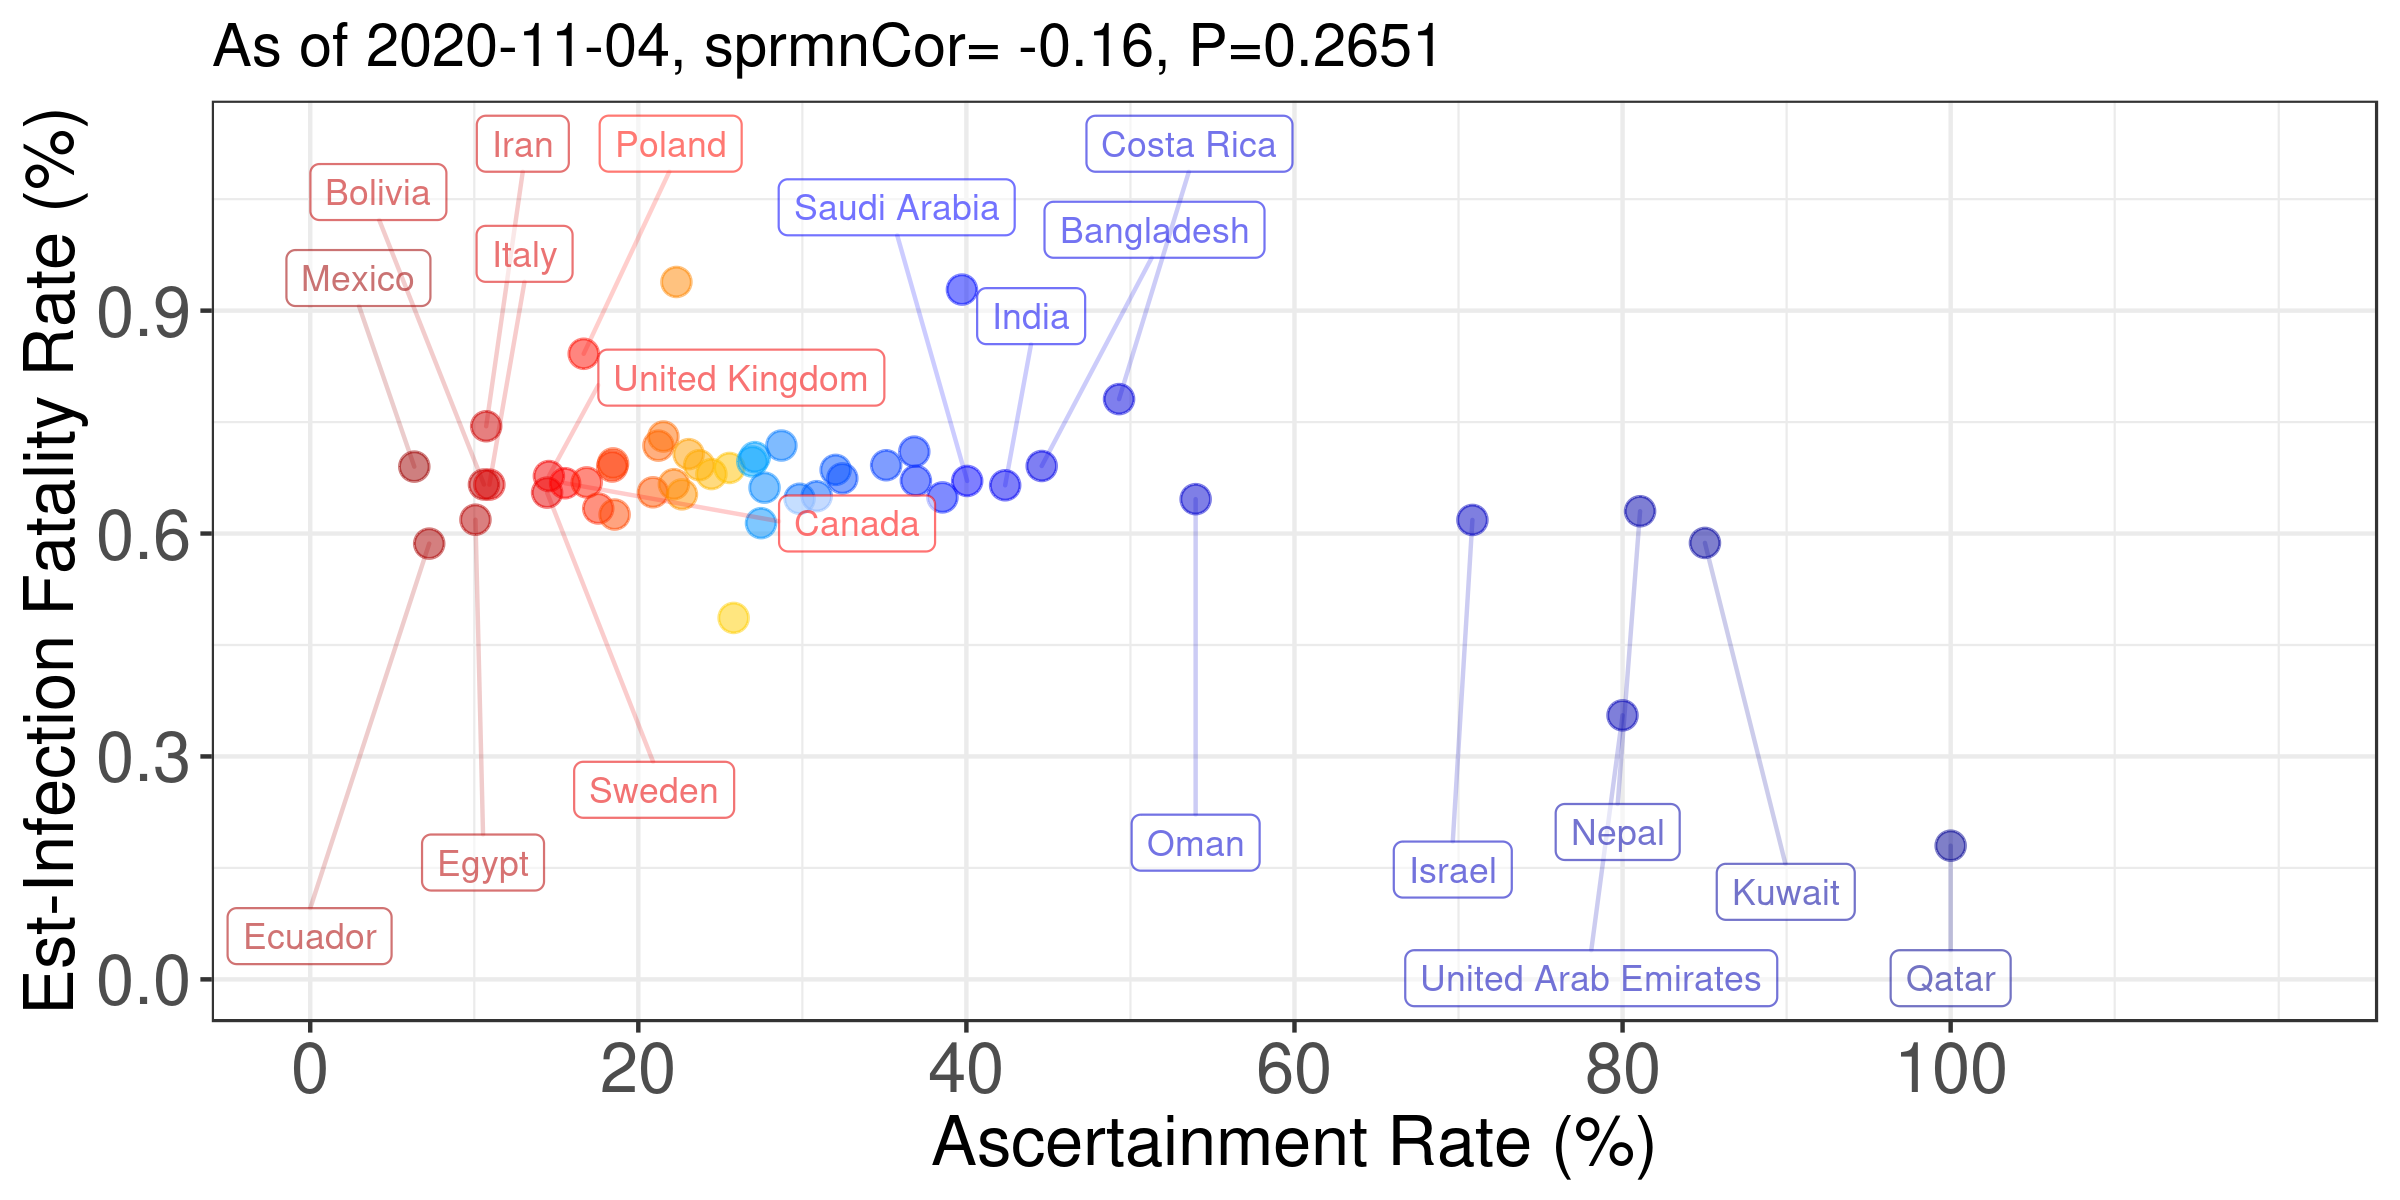 As of 2020-11-04, sprmnCor= -0.16, P=0.2651
Est-Infection Fatality Rate (%)
0.9
0.6
0.3
0.0
Iran
Poland
Costa Rica
Bolivia
Saudi Arabia
Bangladesh
Italy
Mexico
India
United Kingdom
Canada
Sweden
Nepal
Oman
Egypt
Israel
Kuwait
Ecuador
United Arab Emirates
Qatar
0 20 40 60 80 100
Ascertainment Rate (%)